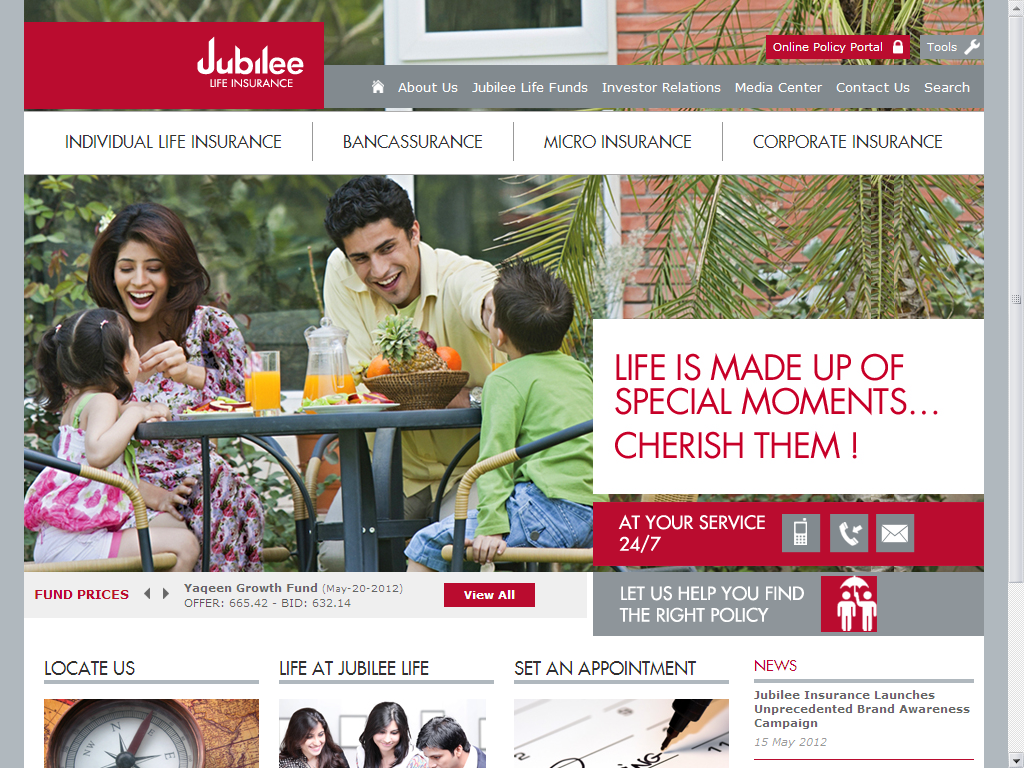 Online Policy Portal
Tools
Jubilee
LIFE INSURANCE
About Us Jubilee Life Funds Investor Relations Media Center Contact Us Search
INDIVIDUAL LIFE INSURANCE BANCASSURANCE MICRO INSURANCE CORPORATE INSURANCE
LIFE IS MADE UP OF
SPECIAL MOMENTS...
CHERISH THEM !
AT YOUR SERVICE
24/7
FUND PRICES
Yaqeen Growth Fund (May-20-2012)
OFFER: 665.42 - BID: 632.14
View All
LET US HELP YOU FIND
THE RIGHT POLICY
LOCATE US
LIFE AT JUBILEE LIFE
SET AN APPOINTMENT
NEWS
Jubilee Insurance Launches
Unprecedented Brand Awareness
Campaign
15 May 2012